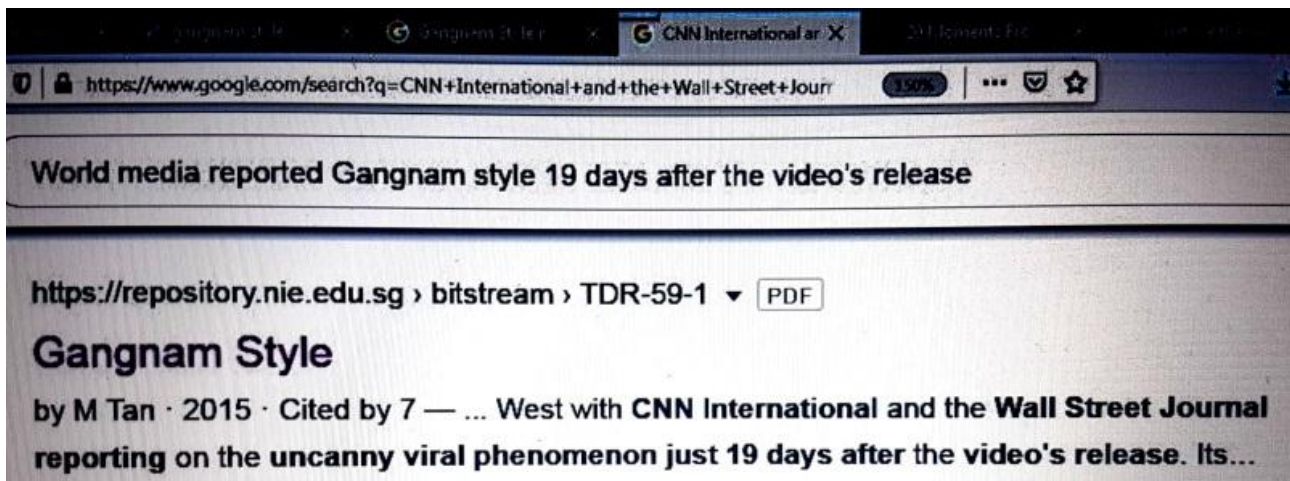 CNN International ar
https://www.google.com/search?q=CNN+International+and+the+Wall+Street+Jourr 150%
World media reported Gangnam style 19 days after the video's release
https://repository.nie.edu.sg › bitstream › TDR-59-1 PDF
Gangnam Style
by M Tan · 2015 · Cited by 7 — ... West with CNN International and the Wall Street Journal
reporting on the uncanny viral phenomenon just 19 days after the video's release. Its...